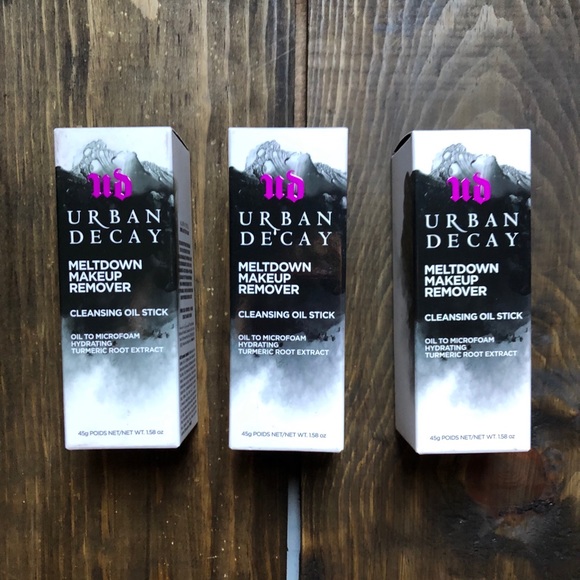 ud
URBAN
DECAY
MELTDOWN
MAKEUP
REMOVER
CLEANSING OIL STICK
OIL TO MICROFOAM
HYDRATING
TURMERIC ROOT EXTRACT
45g POIDS NET/NET WT. 1.58 oz
ud
URBAN
DECAY
MELTDOWN
MAKEUP
REMOVER
CLEANSING OIL STICK
OIL TO MICROFOAM
HYDRATING
TURMERIC ROOT EXTRACT
45g POIDS NET/NET WT. 1.58 oz
ud
URBAN
DECAY
MELTDOWN
MAKEUP
REMOVER
CLEANSING OIL STICK
OIL TO MICROFOAM
HYDRATING
TURMERIC ROOT EXTRACT
45g POIDS NET/NET WT. 1.58 oz